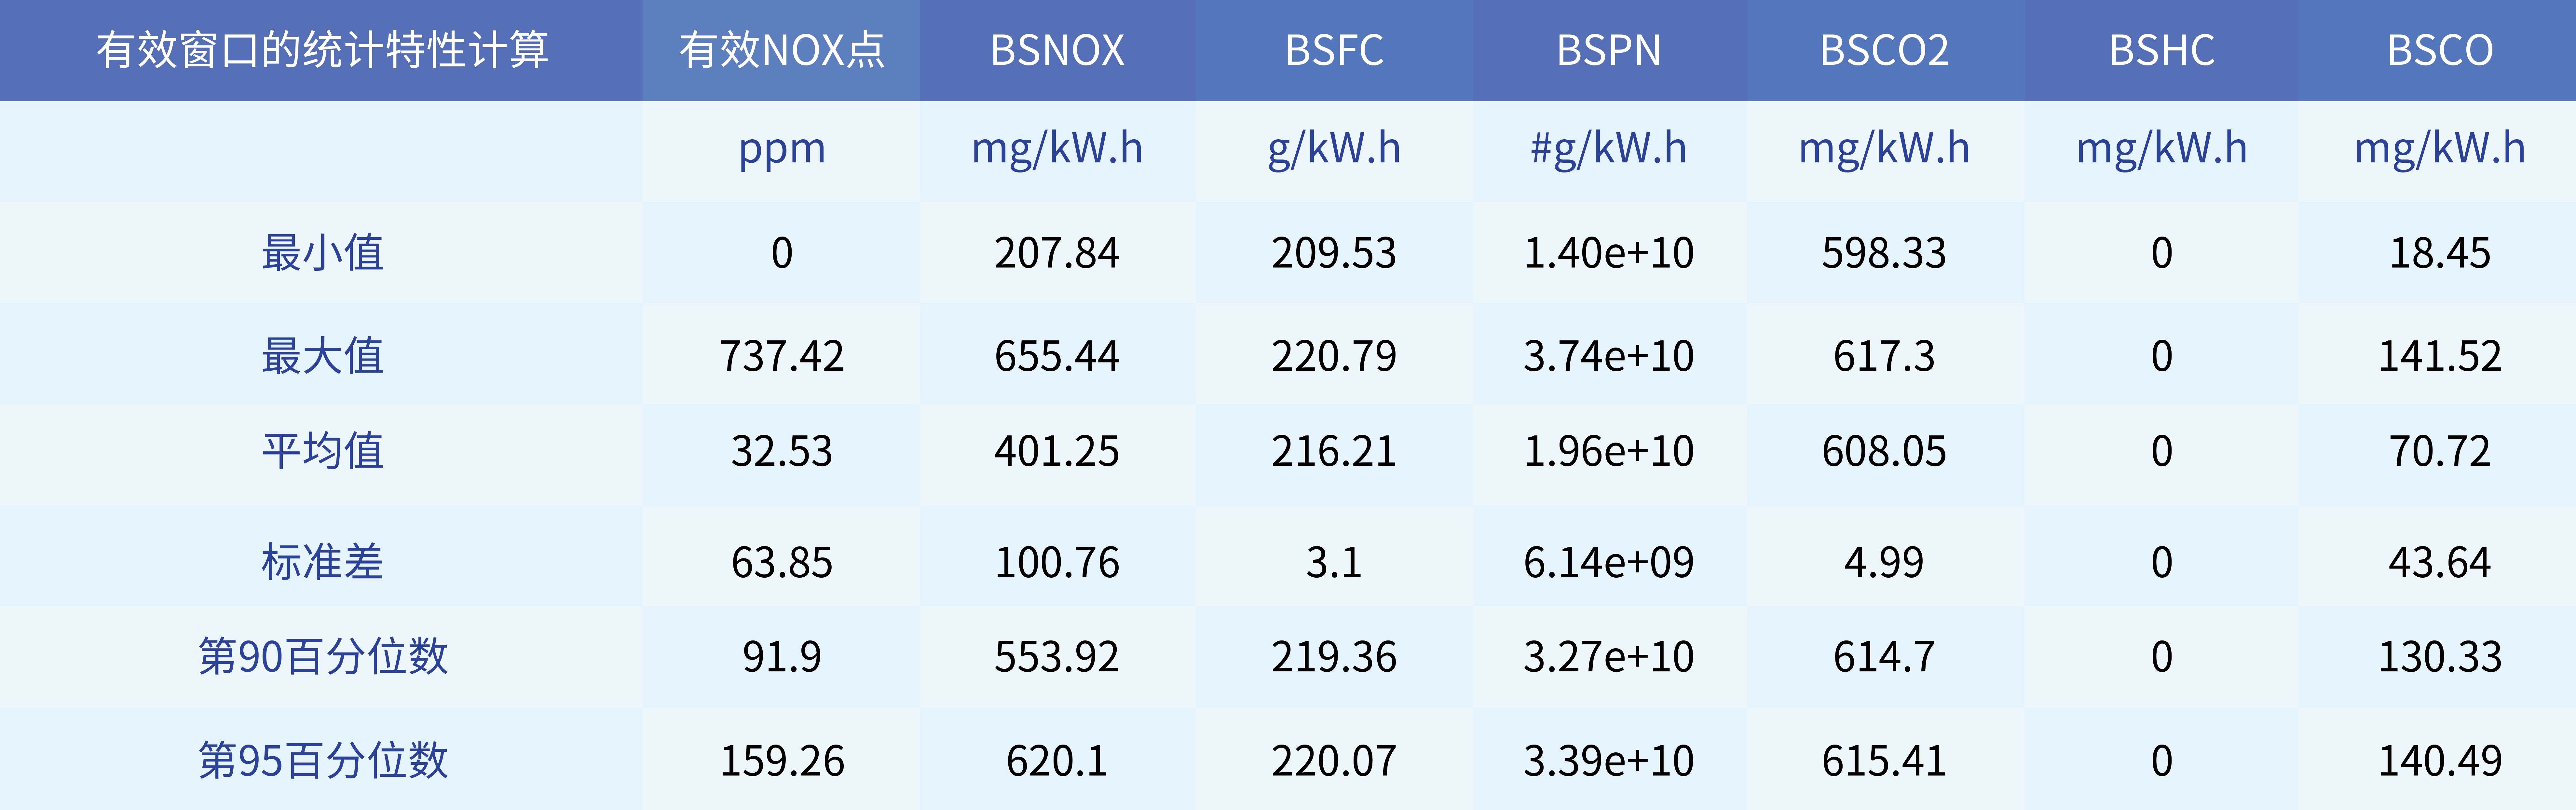 有效窗口的统计特性计算 有效NOX点 BSNOX BSFC BSPN BSCO2 BSHC BSCO
ppm mg/kW.h g/kW.h #g/kW.h mg/kW.h mg/kW.h mg/kW.h
最小值 0 207.84 209.53 1.40e+10 598.33 0 18.45
最大值 737.42 655.44 220.79 3.74e+10 617.3 0 141.52
平均值 32.53 401.25 216.21 1.96e+10 608.05 0 70.72
标准差 63.85 100.76 3.1 6.14e+09 4.99 0 43.64
第90百分位数 91.9 553.92 219.36 3.27e+10 614.7 0 130.33
第95百分位数 159.26 620.1 220.07 3.39e+10 615.41 0 140.49